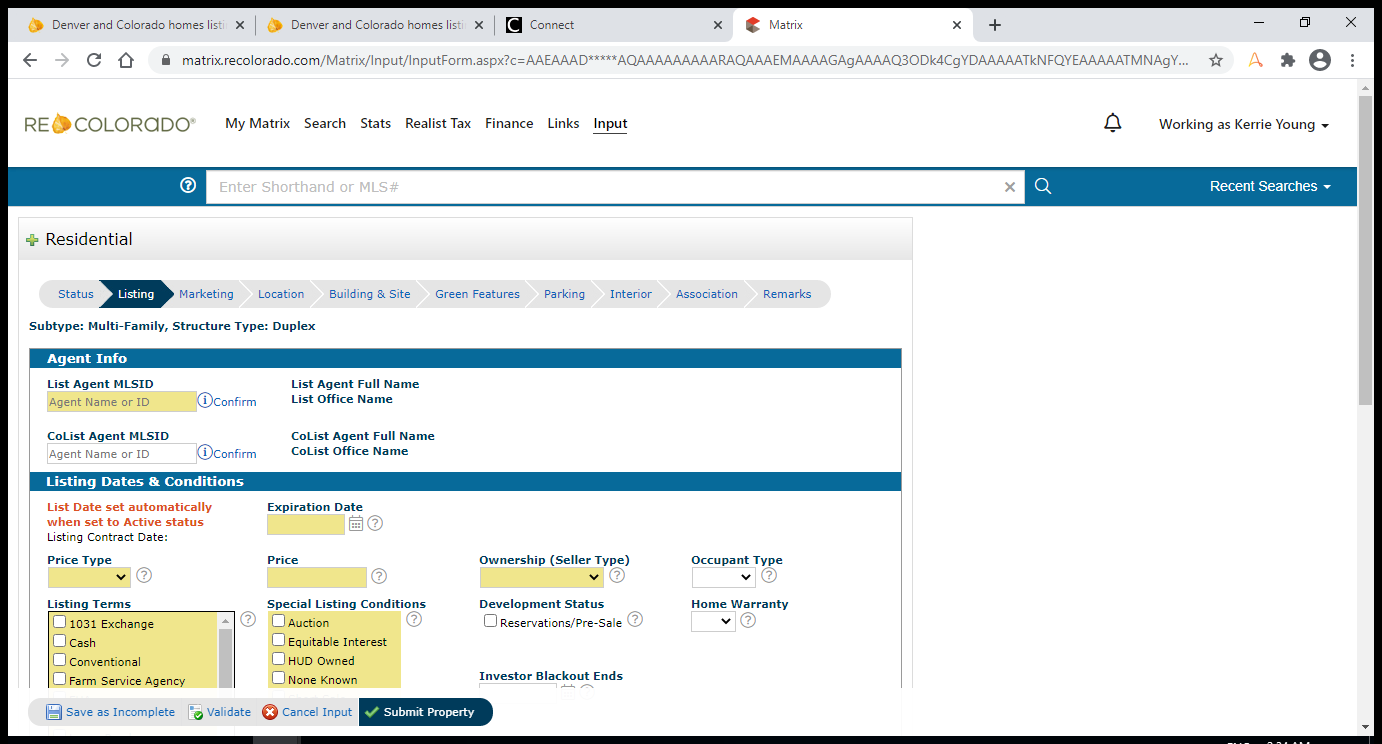 Denver and Colorado homes listi
Denver and Colorado homes listi
Connect
Matrix
matrix.recolorado.com/Matrix/Input/InputForm.aspx?c=AAEAAAD*****AQAAAAAAAAARAQAAAEMAAAAGAgAAAAQ3ODk4CgYDAAAAATkNFQYEAAAAATMNAgY...
RECOLORADO®
My Matrix Search Stats Realist Tax Finance Links Input
Working as Kerrie Young
Enter Shorthand or MLS#
Recent Searches
Residential
Status Listing Marketing Location Building & Site Green Features Parking Interior Association Remarks
Subtype: Multi-Family, Structure Type: Duplex
Agent Info
List Agent MLSID
Agent Name or ID
Confirm
List Agent Full Name
List Office Name
CoList Agent MLSID
Agent Name or ID
Confirm
CoList Agent Full Name
CoList Office Name
Listing Dates & Conditions
List Date set automatically
when set to Active status
Listing Contract Date:
Expiration Date
Price Type
Price
Ownership (Seller Type)
Occupant Type
Listing Terms
1031 Exchange
Cash
Conventional
Farm Service Agency
Special Listing Conditions
Auction
Equitable Interest
HUD Owned
None Known
Development Status
Reservations/Pre-Sale
Home Warranty
Investor Blackout Ends
Save as Incomplete Validate Cancel Input Submit Property